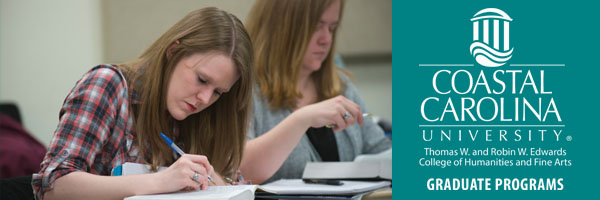 COASTAL
CAROLINA
UNIVERSITY®
Thomas W. and Robin W. Edwards
College of Humanities and Fine Arts
GRADUATE PROGRAMS